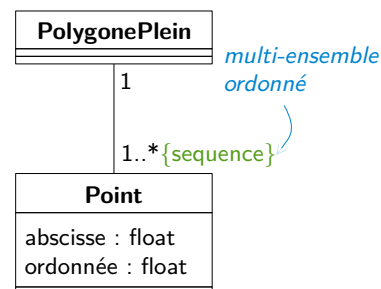 PolygonePlein
multi-ensemble
ordonné
1
1..*{sequence}
Point
abscisse : float
ordonnée : float